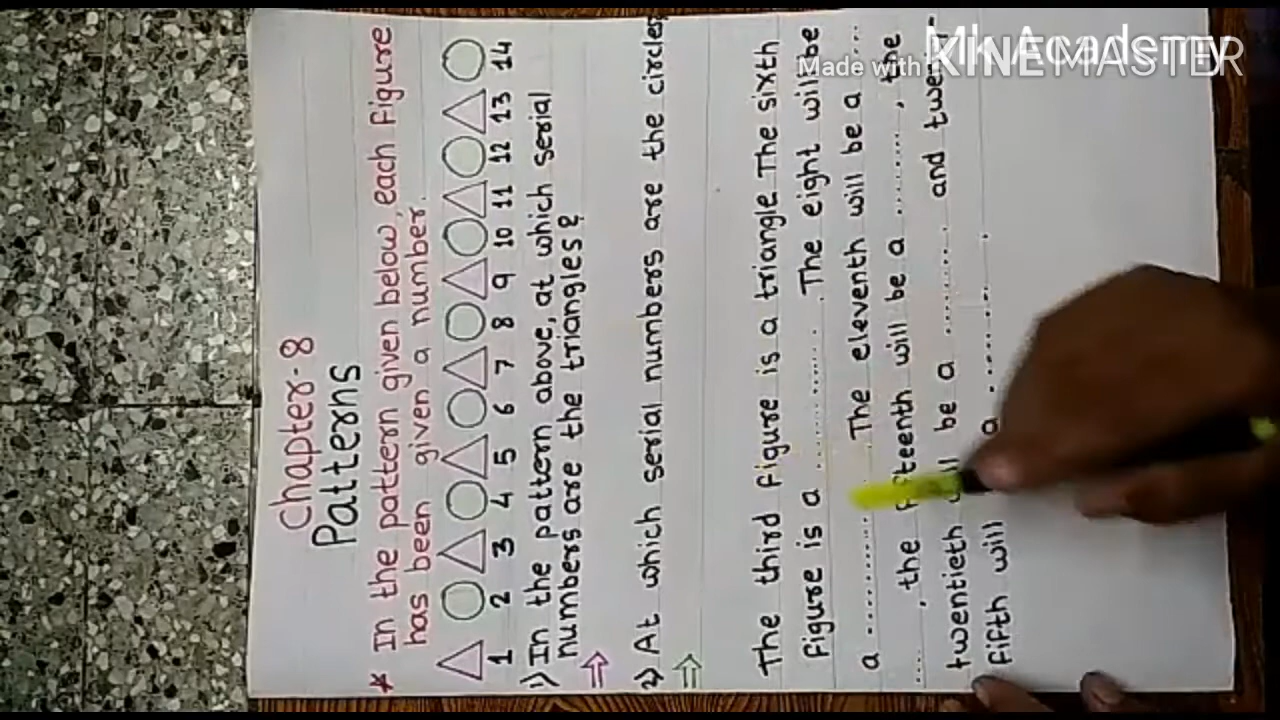 Chapter-8
Patterns
* In the pattern given below, each Figure
has been given a number.
1 2 3 4 5 6 7 8 9 10 11 12 13 14
1) In the pattern above, at which serial
numbers are the triangles?
⇒
2) At which serial numbers are the circles
⇒
The third Figure is a triangle The sixth
Figure is a ............. . The eight will be
a ............. The eleventh will be a ...
..... , the fifteenth will be a .......... , the
twentieth be a .......... . and
fifth will a .......... .
Mk Academy
Made with KINEMASTER